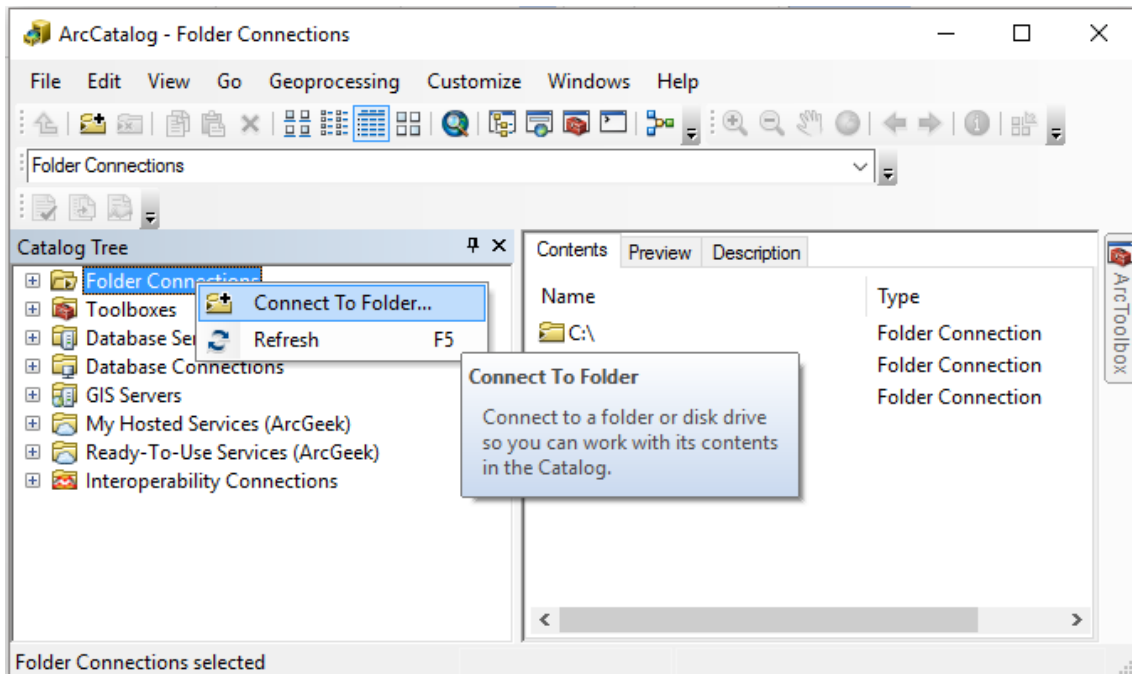 ArcCatalog - Folder Connections
File Edit View Go Geoprocessing Customize Windows Help
Folder Connections
Catalog Tree
Folder Connections
Toolboxes
Database Ser
Database Connections
GIS Servers
My Hosted Services (ArcGeek)
Ready-To-Use Services (ArcGeek)
Interoperability Connections
Connect To Folder...
Refresh F5
Connect To Folder
Connect to a folder or disk drive
so you can work with its contents
in the Catalog.
Contents Preview Description
Name Type
C:\ Folder Connection
Folder Connection
Folder Connection
ArcToolbox
Folder Connections selected